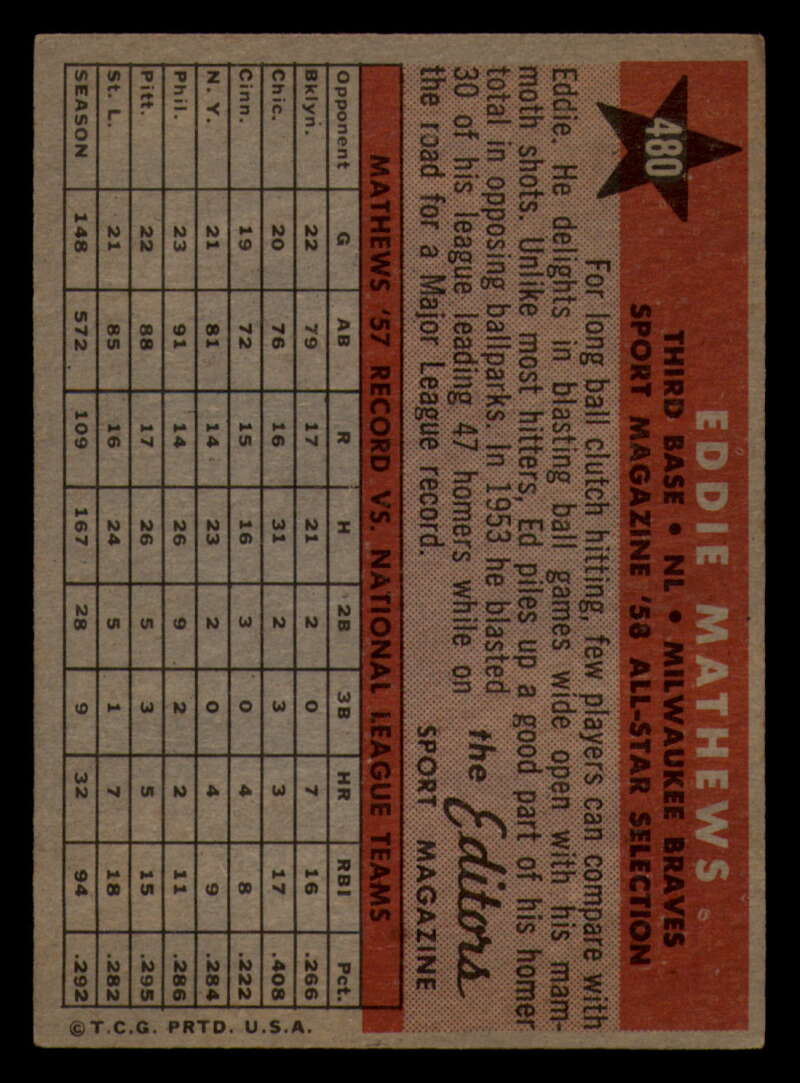 480
EDDIE MATHEWS
THIRD BASE • NL • MILWAUKEE BRAVES
SPORT MAGAZINE '58 ALL-STAR SELECTION
For long ball clutch hitting, few players can compare with
Eddie. He delights in blasting ball games wide open with his mam-
moth shots. Unlike most hitters, Ed piles up a good part of his homer
total in opposing ballparks. In 1953 he blasted
30 of his league leading 47 homers while on
the road for a Major League record.
the Editors
SPORT MAGAZINE
MATHEWS '57 RECORD VS. NATIONAL LEAGUE TEAMS
Opponent G AB R H 2B 3B HR RBI Pct.
Bklyn. 22 79 17 21 2 0 7 16 .266
Chic. 20 76 16 31 2 3 3 17 .408
Cinn. 19 72 15 16 3 0 4 8 .222
N. Y. 21 81 14 23 2 0 4 9 .284
Phil. 23 91 14 26 9 2 2 11 .286
Pitt. 22 88 17 26 5 3 5 15 .295
St. L. 21 85 16 24 5 1 7 18 .282
SEASON 148 572 109 167 28 9 32 94 .292
© T.C.G. PRTD. U.S.A.